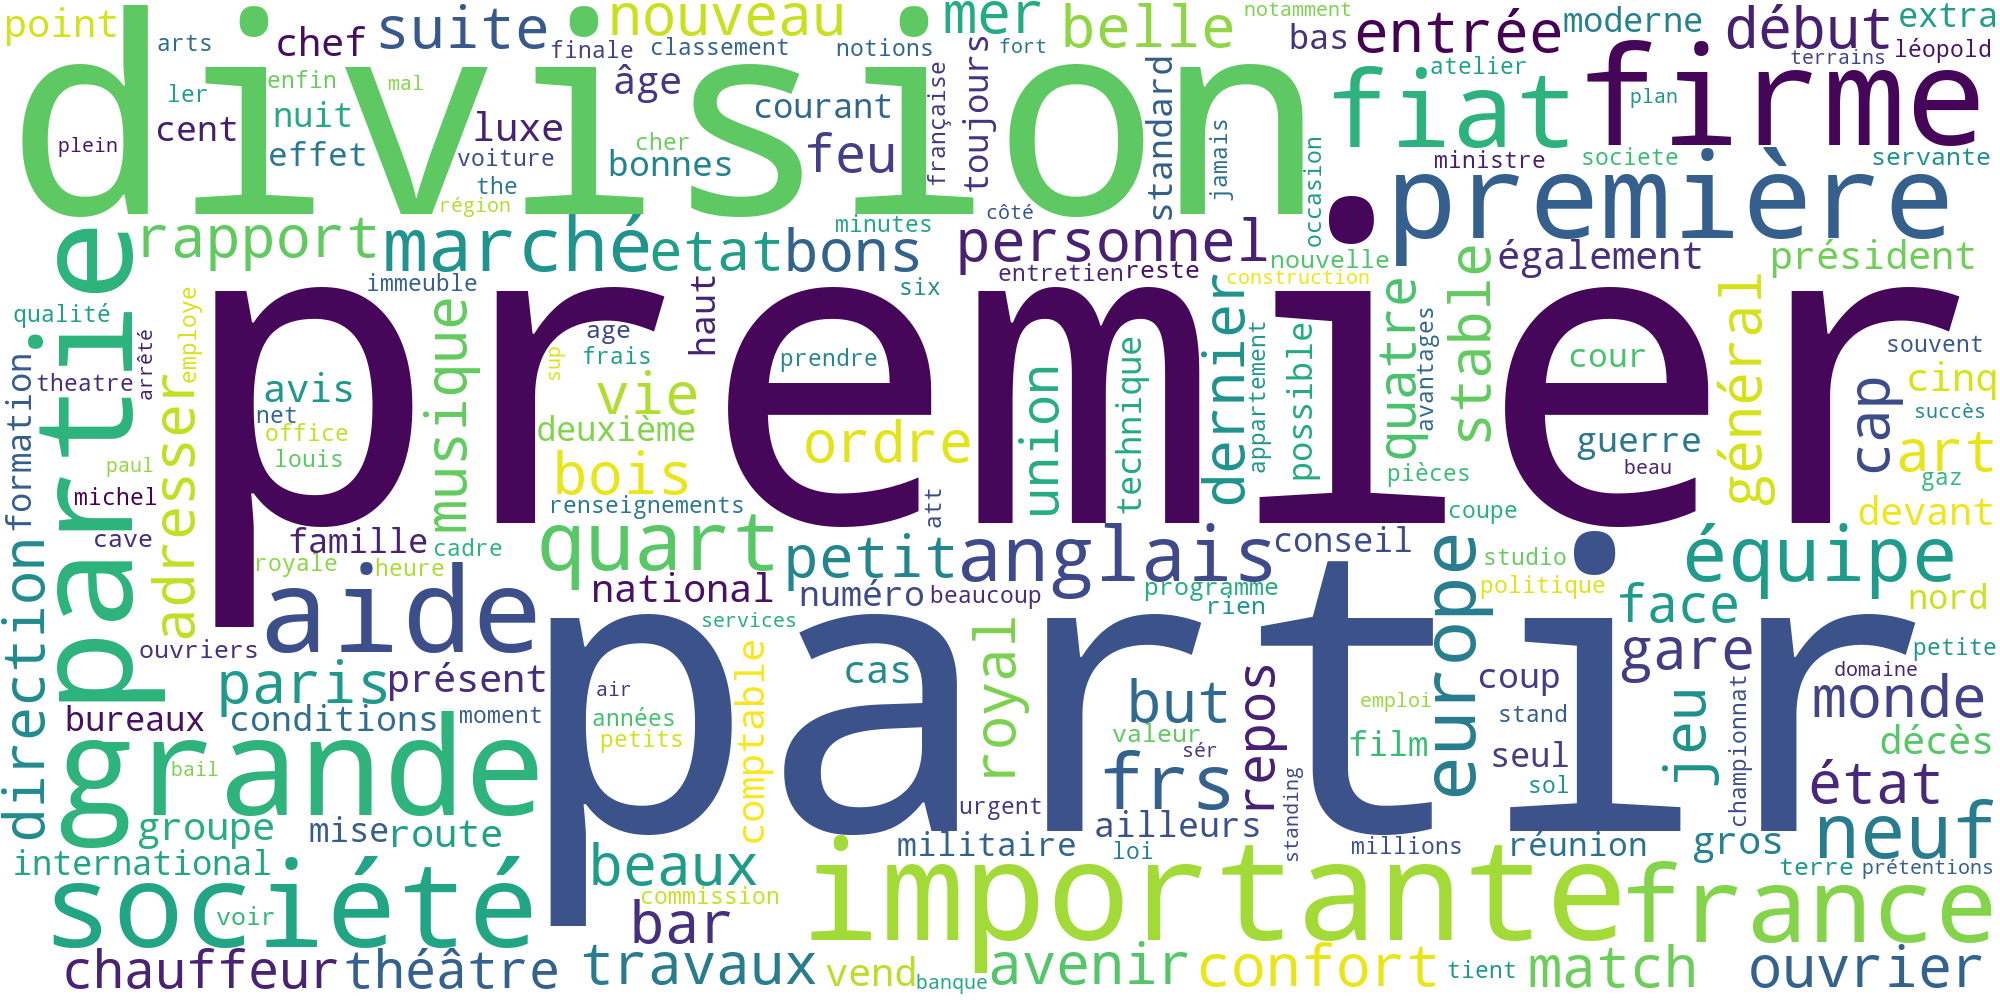 point
arts
chef
suite
finale
nouveau
classement
notions
mer
fort
belle
notamment
bas
entrée
moderne
début
extra
léopold
terrains
division
ler
enfin
mal
âge
courant
française
toujours
standard
fiat
atelier
firme
plan
plein
cent
nuit
effet
luxe
voiture
the
région
cher
bonnes
feu
jamais
occasion
ministre
societe
servante
première
partie
rapport
marché
etat
bons
minutes
côté
personnel
entretien
reste
nouvelle
construction
également
président
immeuble
six
qualité
theatre
arrêté
employe
adresser
formation
musique
haut
age
frais
sup
prendre
premier
technique
dernier
appartement
possible
quatre
avantages
stable
cour
général
souvent
cap
cinq
succès
avis
net
office
louis
vie
deuxième
bois
ordre
union
guerre
beau
pièces
art
gaz
paul
michel
cave
renseignements
att
coupe
devant
famille
cadre
royale
heure
quart
petit
anglais
conseil
europe
studio
politique
équipe
direction
aide
national
numéro
beaucoup
programme
rien
face
nord
ouvriers
services
partir
royal
repos
gare
petite
domaine
paris
présent
air
cas
comptable
but
coup
monde
bureaux
conditions
moment
années
petits
valeur
sér
emploi
stand
jeu
championnat
décès
grande
bail
frs
film
seul
sol
état
groupe
mise
route
urgent
ailleurs
standing
neuf
international
militaire
loi
millions
réunion
gros
terre
prétentions
société
voir
beaux
commission
bar
importante
france
chauffeur
théâtre
travaux
vend
banque
avenir
confort
tient
match
ouvrier